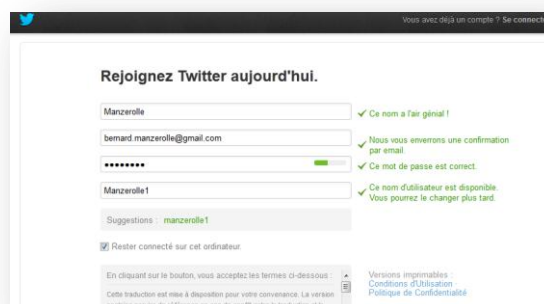 Vous avez déjà un compte ? Se connect
Rejoignez Twitter aujourd'hui.
Manzerolle
✓ Ce nom a l'air génial !
bernard.manzerolle@gmail.com
✓ Nous vous enverrons une confirmation
par email.
••••••••
✓ Ce mot de passe est correct.
Manzerolle1
✓ Ce nom d'utilisateur est disponible.
Vous pourrez le changer plus tard.
Suggestions : manzerolle1
Rester connecté sur cet ordinateur.
En cliquant sur le bouton, vous acceptez les termes ci-dessous :
Cette traduction est mise à disposition pour votre convenance. La version
Versions imprimables :
Conditions d'Utilisation
Politique de Confidentialité